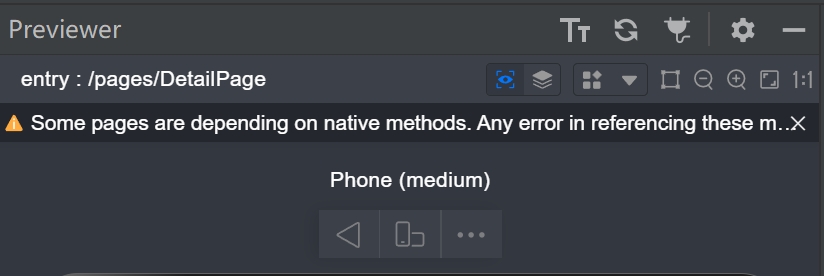 Previewer
Tт
entry : /pages/DetailPage
1:1
Some pages are depending on native methods. Any error in referencing these m...
Phone (medium)